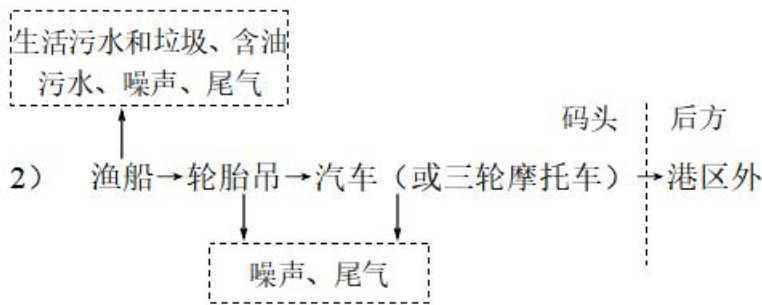 生活污水和垃圾、含油
污水、噪声、尾气
码头 后方
2） 渔船→轮胎吊→汽车（或三轮摩托车）→港区外
噪声、尾气